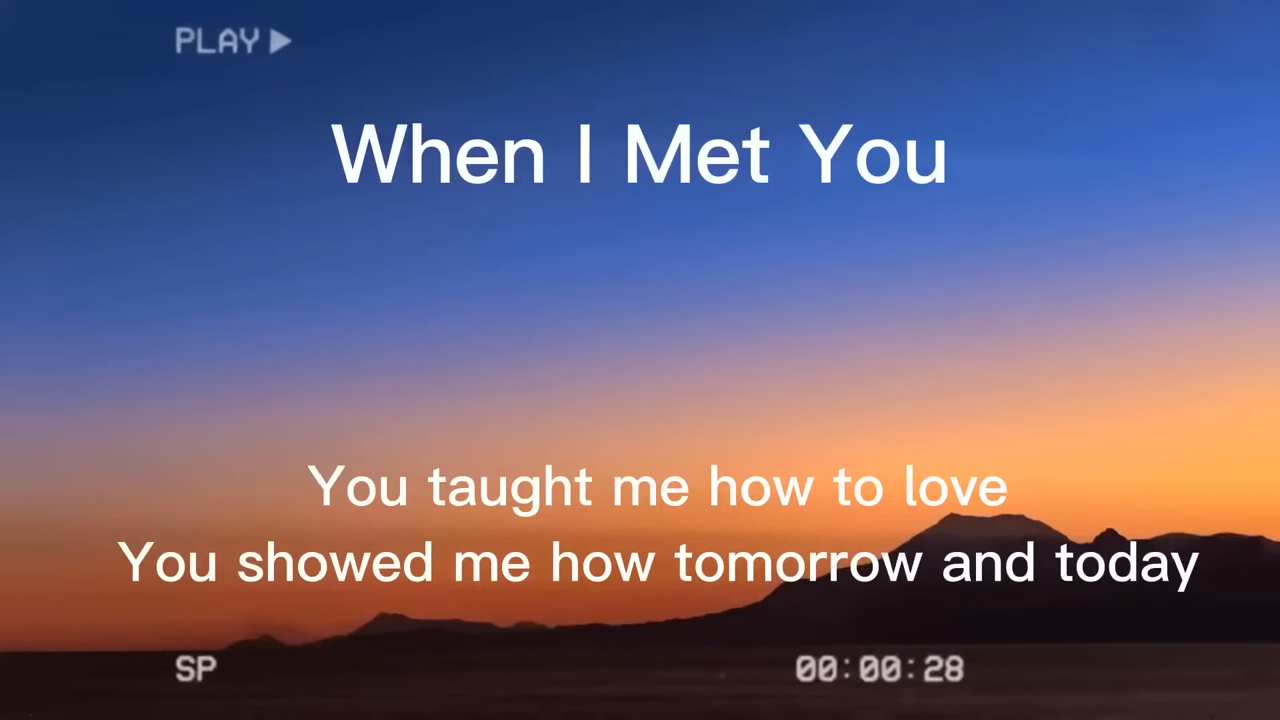 PLAY ▶
When I Met You
You taught me how to love
You showed me how tomorrow and today
SP
00:00:28